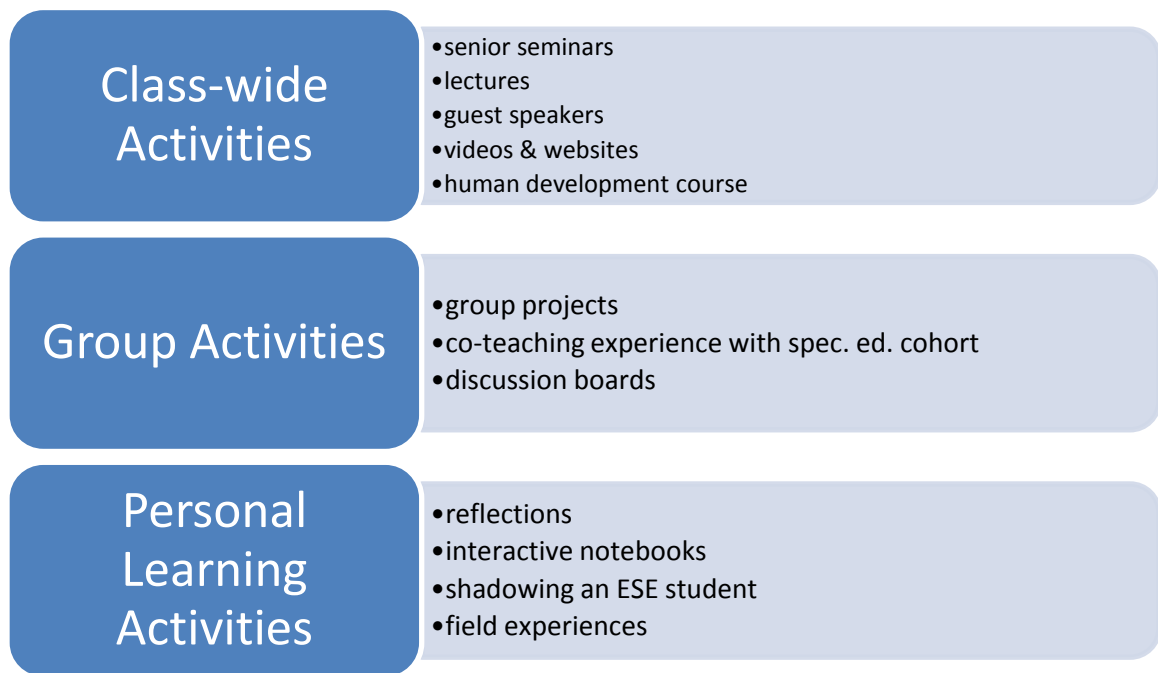 Class-wide
Activities
•senior seminars
•lectures
•guest speakers
•videos & websites
•human development course
Group Activities
•group projects
•co-teaching experience with spec. ed. cohort
•discussion boards
Personal
Learning
Activities
•reflections
•interactive notebooks
•shadowing an ESE student
•field experiences